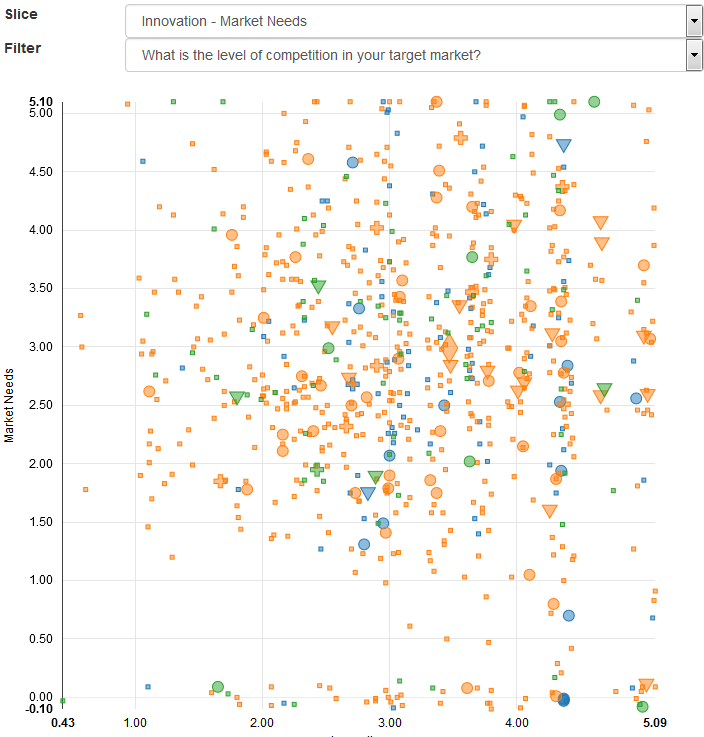 Slice
Innovation - Market Needs
Filter
What is the level of competition in your target market?
5.10
5.00
4.50
4.00
3.50
3.00
2.50
2.00
1.50
1.00
0.50
0.00
-0.10
Market Needs
0.43 1.00 2.00 3.00 4.00 5.09